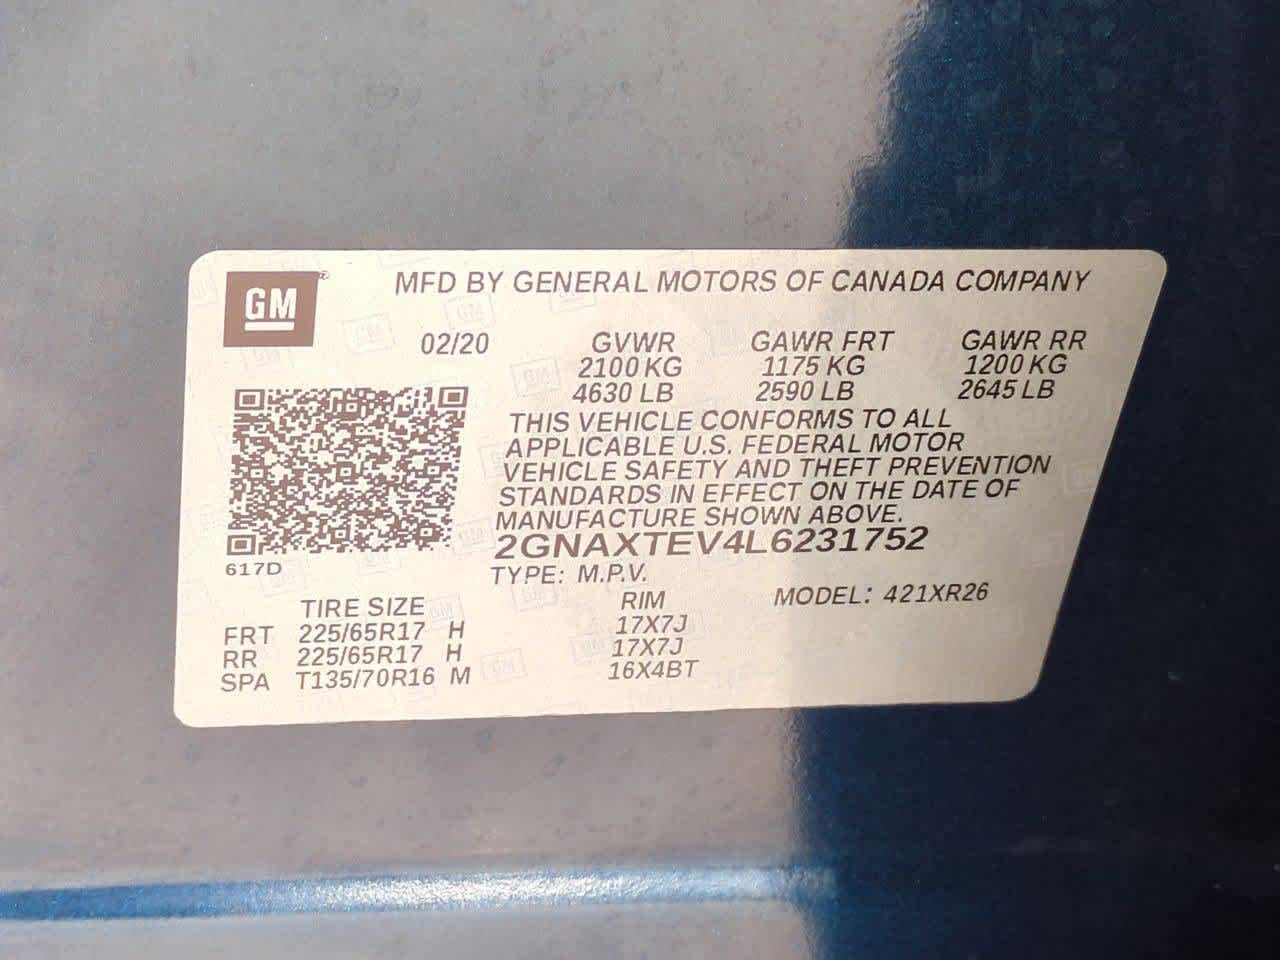 GM ®
MFD BY GENERAL MOTORS OF CANADA COMPANY
02/20 GVWR GAWR FRT GAWR RR
2100 KG 1175 KG 1200 KG
4630 LB 2590 LB 2645 LB
THIS VEHICLE CONFORMS TO ALL
APPLICABLE U.S. FEDERAL MOTOR
VEHICLE SAFETY AND THEFT PREVENTION
STANDARDS IN EFFECT ON THE DATE OF
MANUFACTURE SHOWN ABOVE.
2GNAXTEV4L6231752
617D
TYPE: M.P.V.
TIRE SIZE RIM MODEL: 421XR26
FRT 225/65R17 H 17X7J
RR 225/65R17 H 17X7J
SPA T135/70R16 M 16X4BT